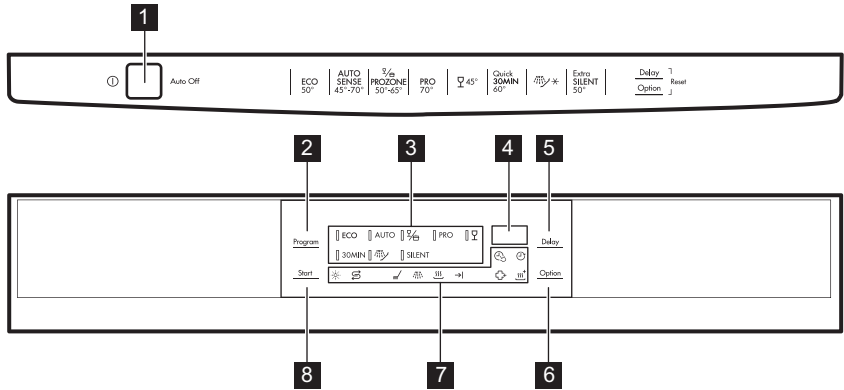 1
Auto Off
ECO 50°
AUTO SENSE 45°-70°
PROZONE 50°-65°
PRO 70°
45°
Quick 30MIN 60°
Extra SILENT 50°
Delay
Option
Reset
2
3
4
5
Program
ECO
AUTO
PRO
Delay
30MIN
SILENT
Start
Option
8
7
6